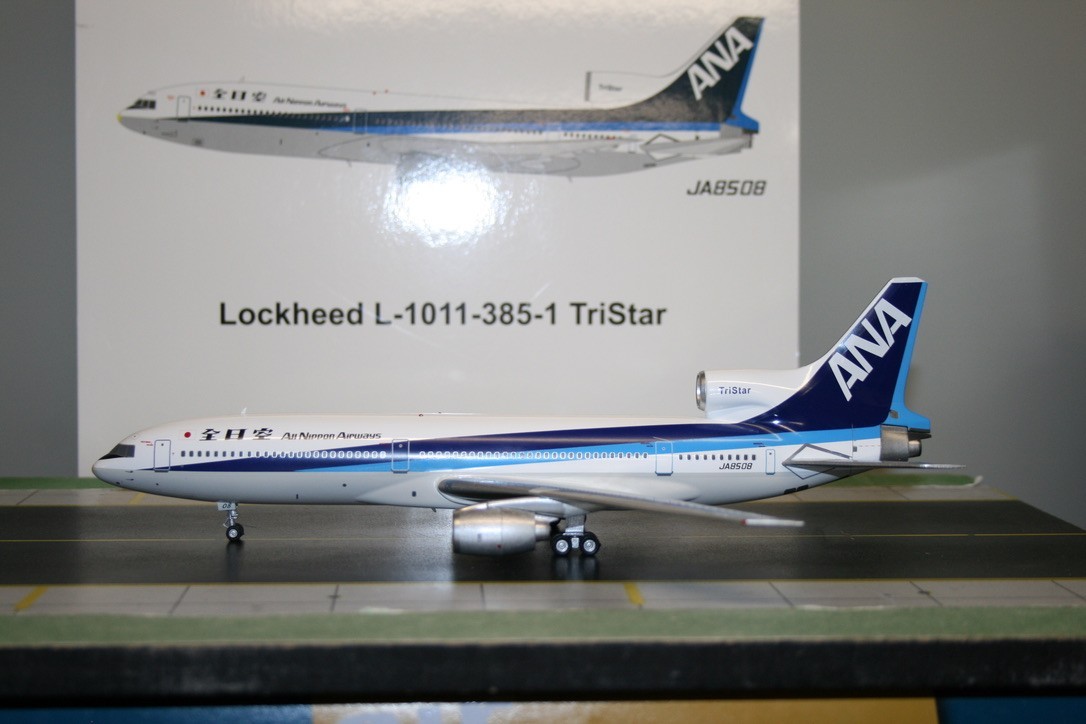 ANA
TriStar
全日空 All Nippon Airways
JA8508
Lockheed L-1011-385-1 TriStar
ANA
TriStar
全日空 All Nippon Airways
JA8508